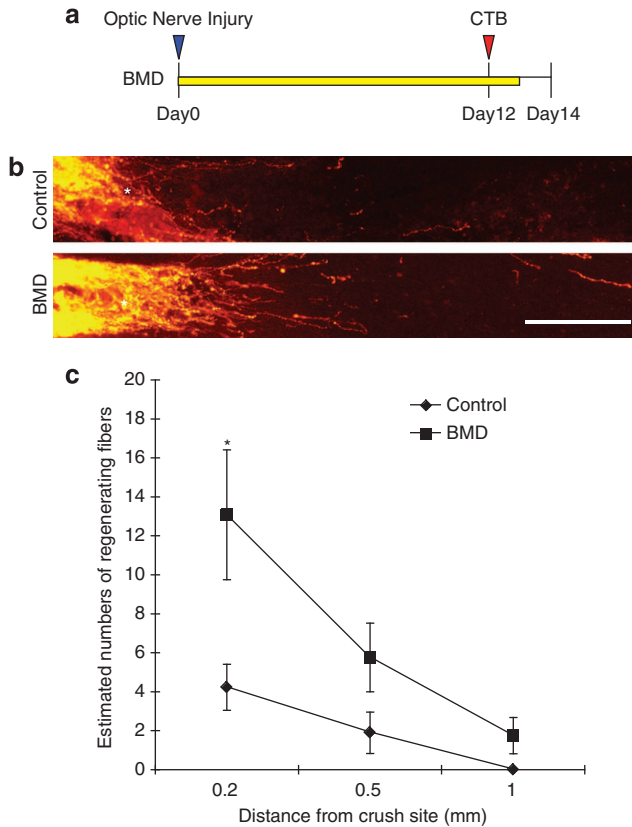 a
Optic Nerve Injury CTB
BMD
Day0 Day12 Day14
b
Control
*
BMD
*
c
Estimated numbers of regenerating fibers
20
18
16
14
12
10
8
6
4
2
0
*
Control
BMD
0.2 0.5 1
Distance from crush site (mm)